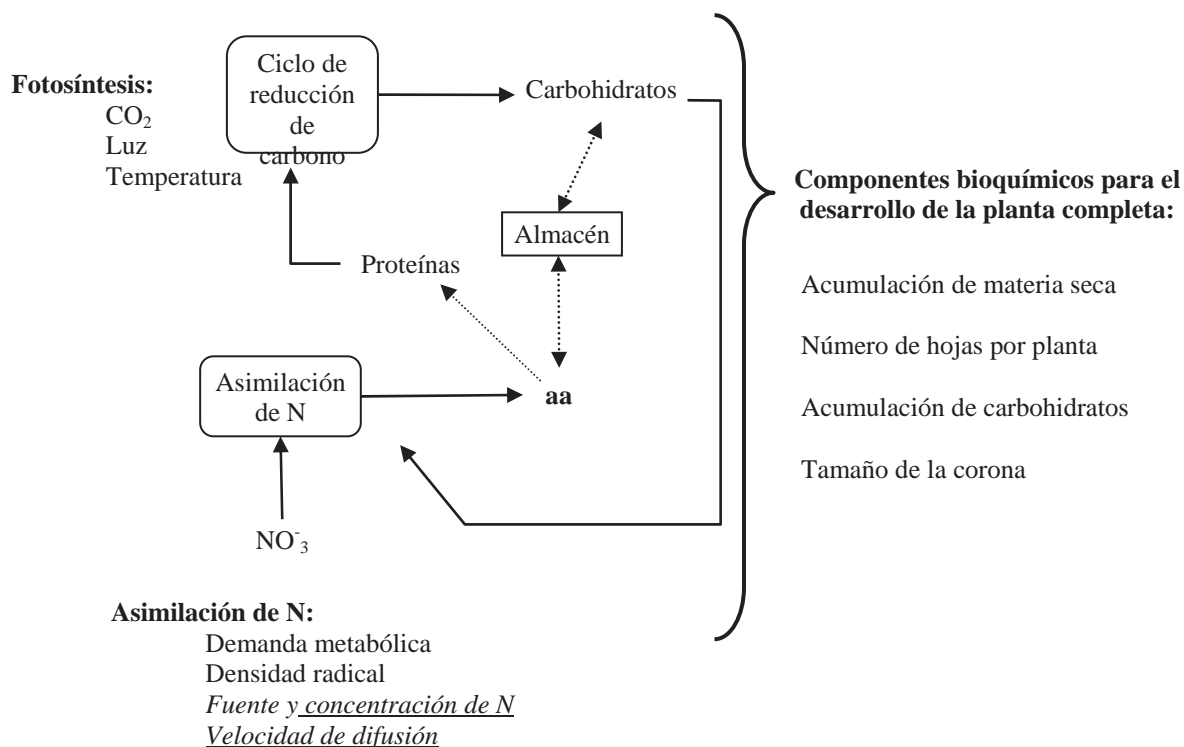 Fotosíntesis:
CO₂
Luz
Temperatura
Ciclo de
reducción
de
carbono
Carbohidratos
Almacén
Proteínas
Asimilación
de N
aa
NO⁻₃
Asimilación de N:
Demanda metabólica
Densidad radical
Fuente y concentración de N
Velocidad de difusión
Componentes bioquímicos para el
desarrollo de la planta completa:
Acumulación de materia seca
Número de hojas por planta
Acumulación de carbohidratos
Tamaño de la corona